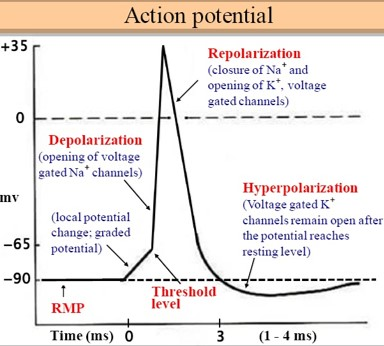 Action potential
+35
Repolarization
(closure of Na+ and
opening of K+, voltage
gated channels)
0
Depolarization
(opening of voltage
gated Na+ channels)
Hyperpolarization
(Voltage gated K+
channels remain open after
the potential reaches
resting level)
mv
(local potential
change; graded
potential)
-65
-90
Threshold
level
RMP
Time (ms) 0 3 (1 - 4 ms)